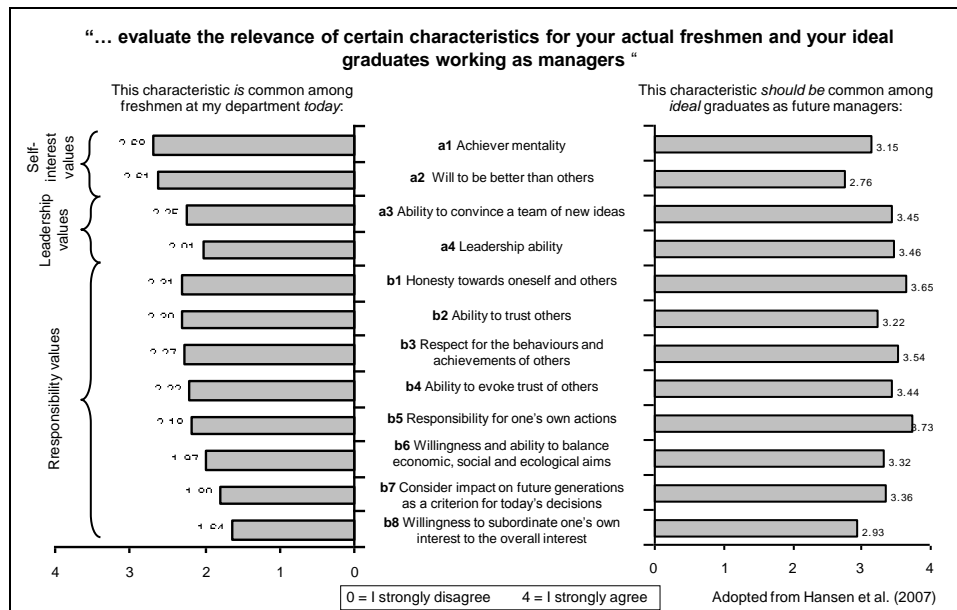 “… evaluate the relevance of certain characteristics for your actual freshmen and your ideal
graduates working as managers “
This characteristic is common among
freshmen at my department today:
This characteristic should be common among
ideal graduates as future managers:
Self-
interest
values
Leadership
values
Rresponsibility values
a1 Achiever mentality
3.15
a2 Will to be better than others
2.76
a3 Ability to convince a team of new ideas
3.45
a4 Leadership ability
3.46
b1 Honesty towards oneself and others
3.65
b2 Ability to trust others
3.22
b3 Respect for the behaviours and
achievements of others
3.54
b4 Ability to evoke trust of others
3.44
b5 Responsibility for one’s own actions
3.73
b6 Willingness and ability to balance
economic, social and ecological aims
3.32
b7 Consider impact on future generations
as a criterion for today’s decisions
3.36
b8 Willingness to subordinate one’s own
interest to the overall interest
2.93
4 3 2 1 0
0 1 2 3 4
0 = I strongly disagree 4 = I strongly agree
Adopted from Hansen et al. (2007)